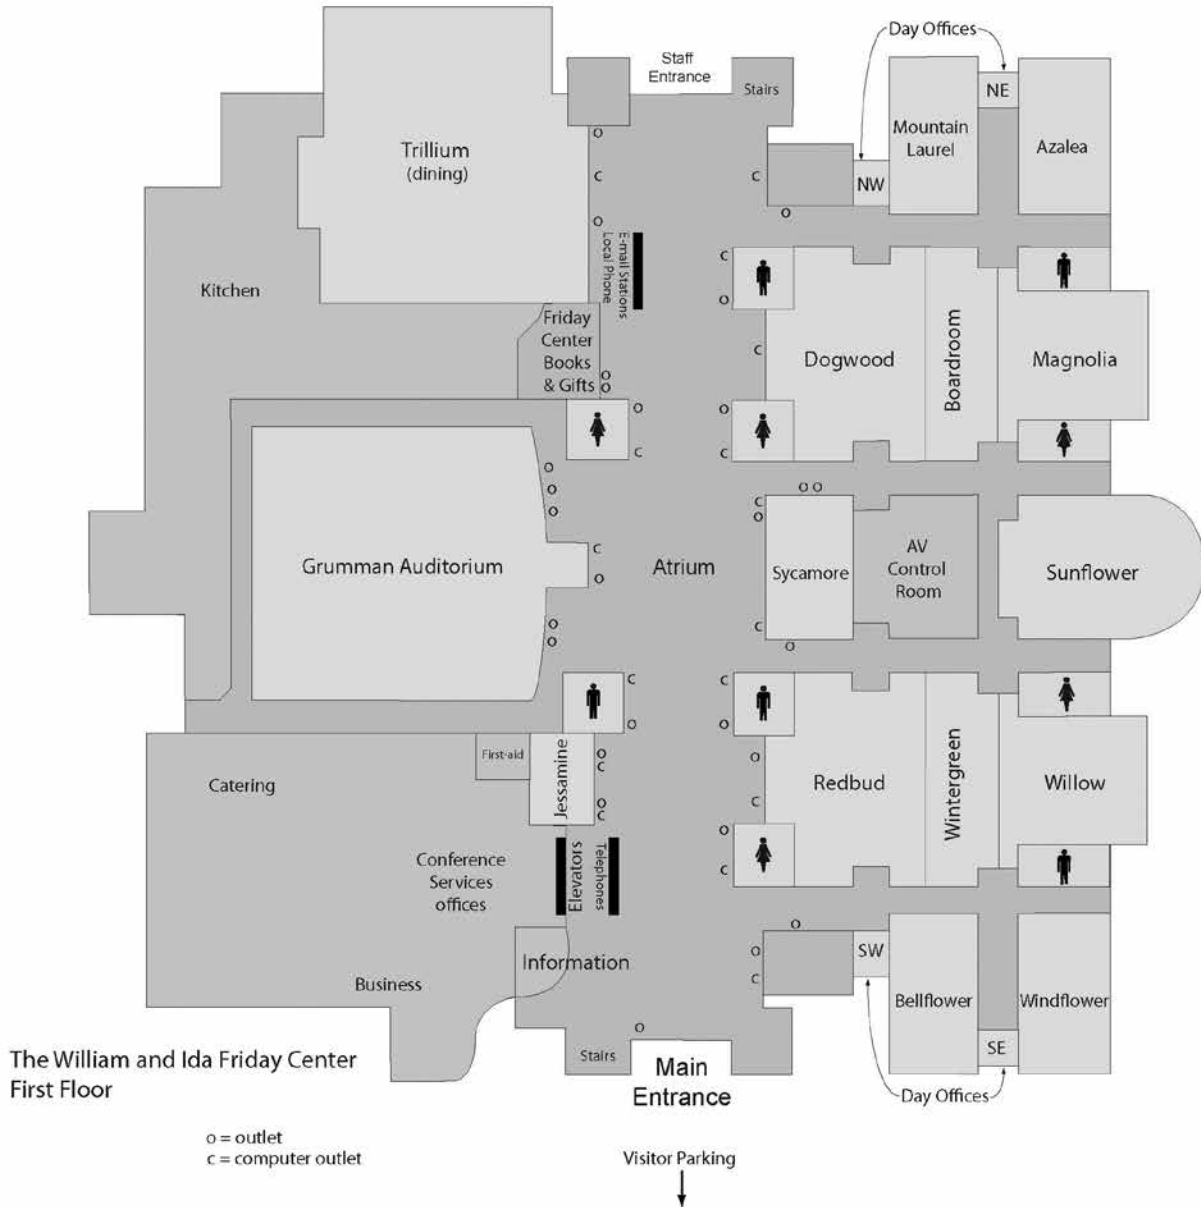 Day Offices
Staff
Entrance
Stairs
NE
Mountain
Laurel
Azalea
Trillium
(dining)
NW
E-mail Stations
Local Phone
Kitchen
Friday
Center
Books
& Gifts
Dogwood
Boardroom
Magnolia
Grumman Auditorium
Atrium
Sycamore
AV
Control
Room
Sunflower
First-aid
Jessamine
Catering
Redbud
Wintergreen
Willow
Conference
Services
offices
Elevators
Telephones
Information
SW
Business
Bellflower
Windflower
Stairs
Main
Entrance
SE
Day Offices
The William and Ida Friday Center
First Floor
o = outlet
c = computer outlet
Visitor Parking
o
c
o
c
o
c
o
c
o
o
o
c
o
c
o
c
o
o
o
o
o
c
o
c
o
o
o
c
o
c
o
c
o
o
c
o
c
o
c
o
c
o
o
c
o